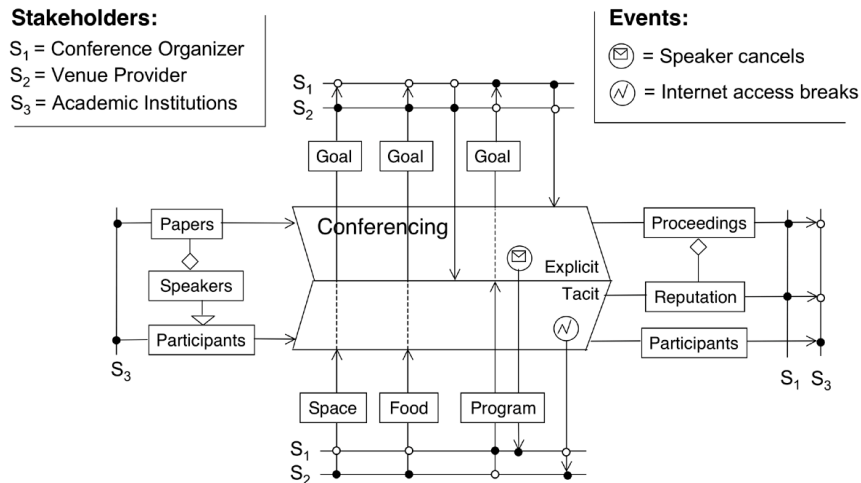 Stakeholders:
S1 = Conference Organizer
S2 = Venue Provider
S3 = Academic Institutions
Events:
= Speaker cancels
= Internet access breaks
S1
S2
Goal
Goal
Goal
Papers
Conferencing
Proceedings
Explicit
Speakers
Tacit
Reputation
Participants
Participants
S3
S1
S3
Space
Food
Program
S1
S2